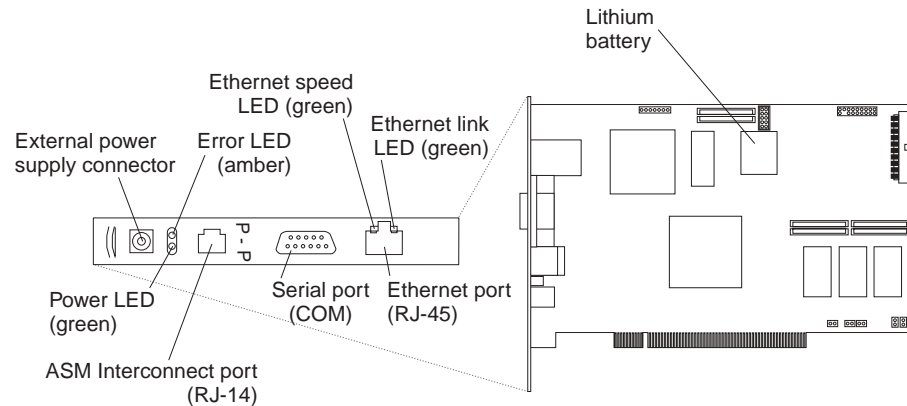 Lithium
battery
Ethernet speed
LED (green)
Ethernet link
LED (green)
External power
supply connector
Error LED
(amber)
P - P
Power LED
(green)
Serial port
(COM)
Ethernet port
(RJ-45)
ASM Interconnect port
(RJ-14)